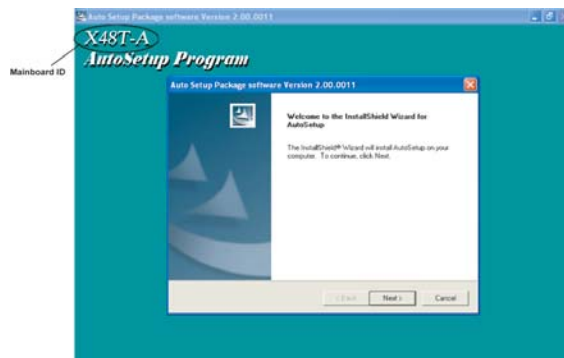 Auto Setup Package software Version 2.00.0011
X48T-A
AutoSetup Program
Mainboard ID
Auto Setup Package software Version 2.00.0011
Welcome to the InstallShield Wizard for
AutoSetup
The InstallShield® Wizard will install AutoSetup on your
computer. To continue, click Next.
< Back
Next >
Cancel